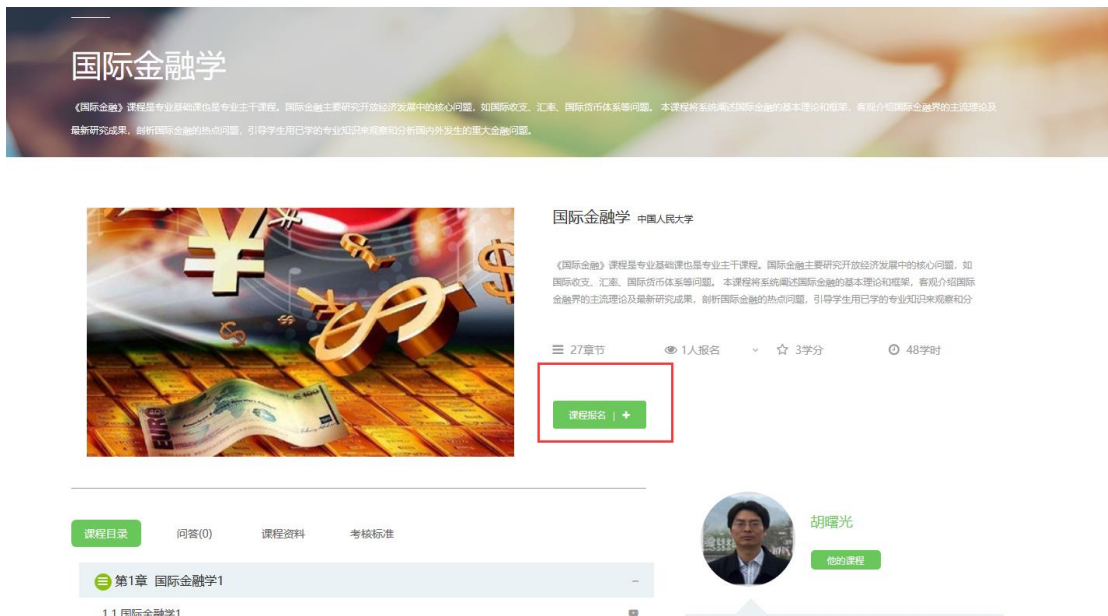 国际金融学
《国际金融》课程是专业基础课也是专业主干课程。国际金融主要研究开放经济发展中的核心问题，如国际收支、汇率、国际货币体系等问题。 本课程将系统阐述国际金融的基本理论和框架，客观介绍国际金融界的主流理论及
最新研究成果，剖析国际金融的热点问题，引导学生用已学的专业知识来观察和分析国内外发生的重大金融问题。
国际金融学 中国人民大学
《国际金融》课程是专业基础课也是专业主干课程。国际金融主要研究开放经济发展中的核心问题，如
国际收支、汇率、国际货币体系等问题。 本课程将系统阐述国际金融的基本理论和框架，客观介绍国际
金融界的主流理论及最新研究成果，剖析国际金融的热点问题，引导学生用已学的专业知识来观察和分
27章节 1人报名 3学分 48学时
EURO
课程报名 | +
课程目录 问答(0) 课程资料 考核标准
胡曙光
他的课程
第1章 国际金融学1
1.1 国际金融学1